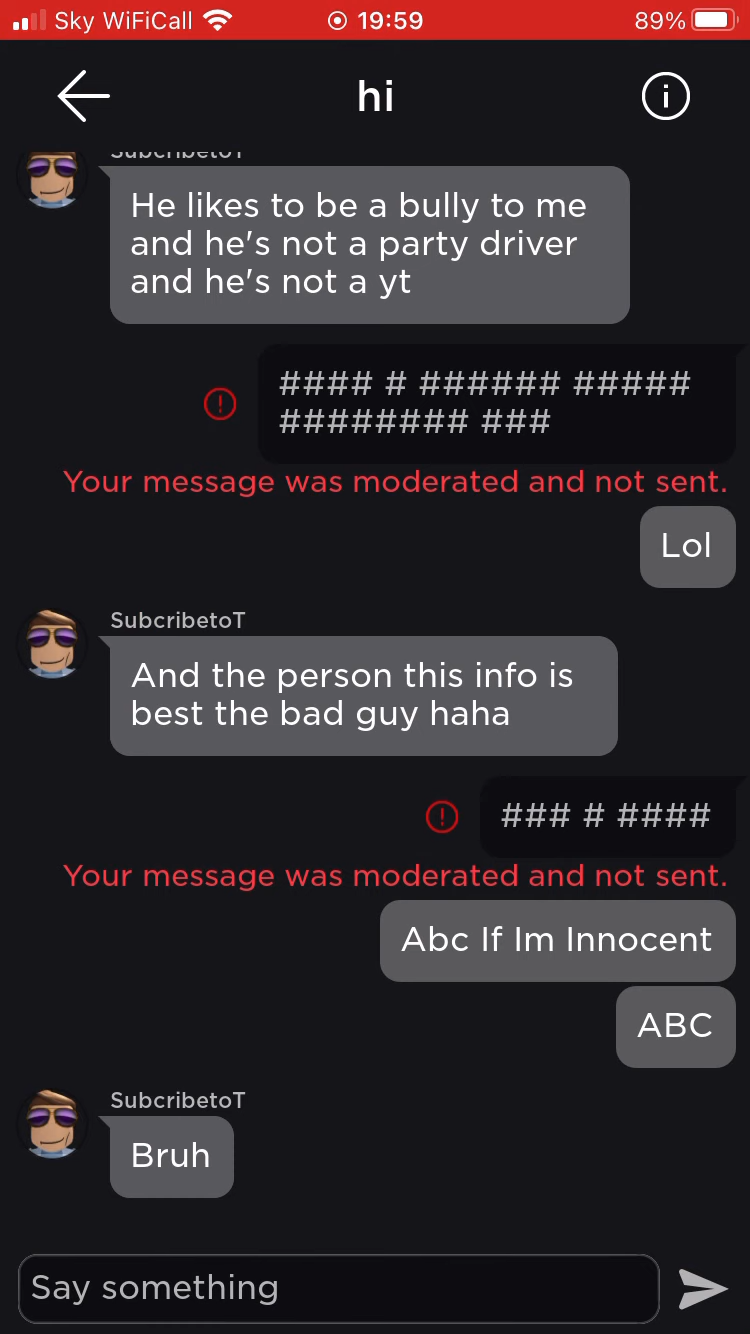 Sky WiFiCall
19:59
89%
hi
SubcribetoT
He likes to be a bully to me
and he's not a party driver
and he's not a yt
#### # ###### #####
######## ###
Your message was moderated and not sent.
Lol
SubcribetoT
And the person this info is
best the bad guy haha
### # ####
Your message was moderated and not sent.
Abc If Im Innocent
ABC
SubcribetoT
Bruh
Say something